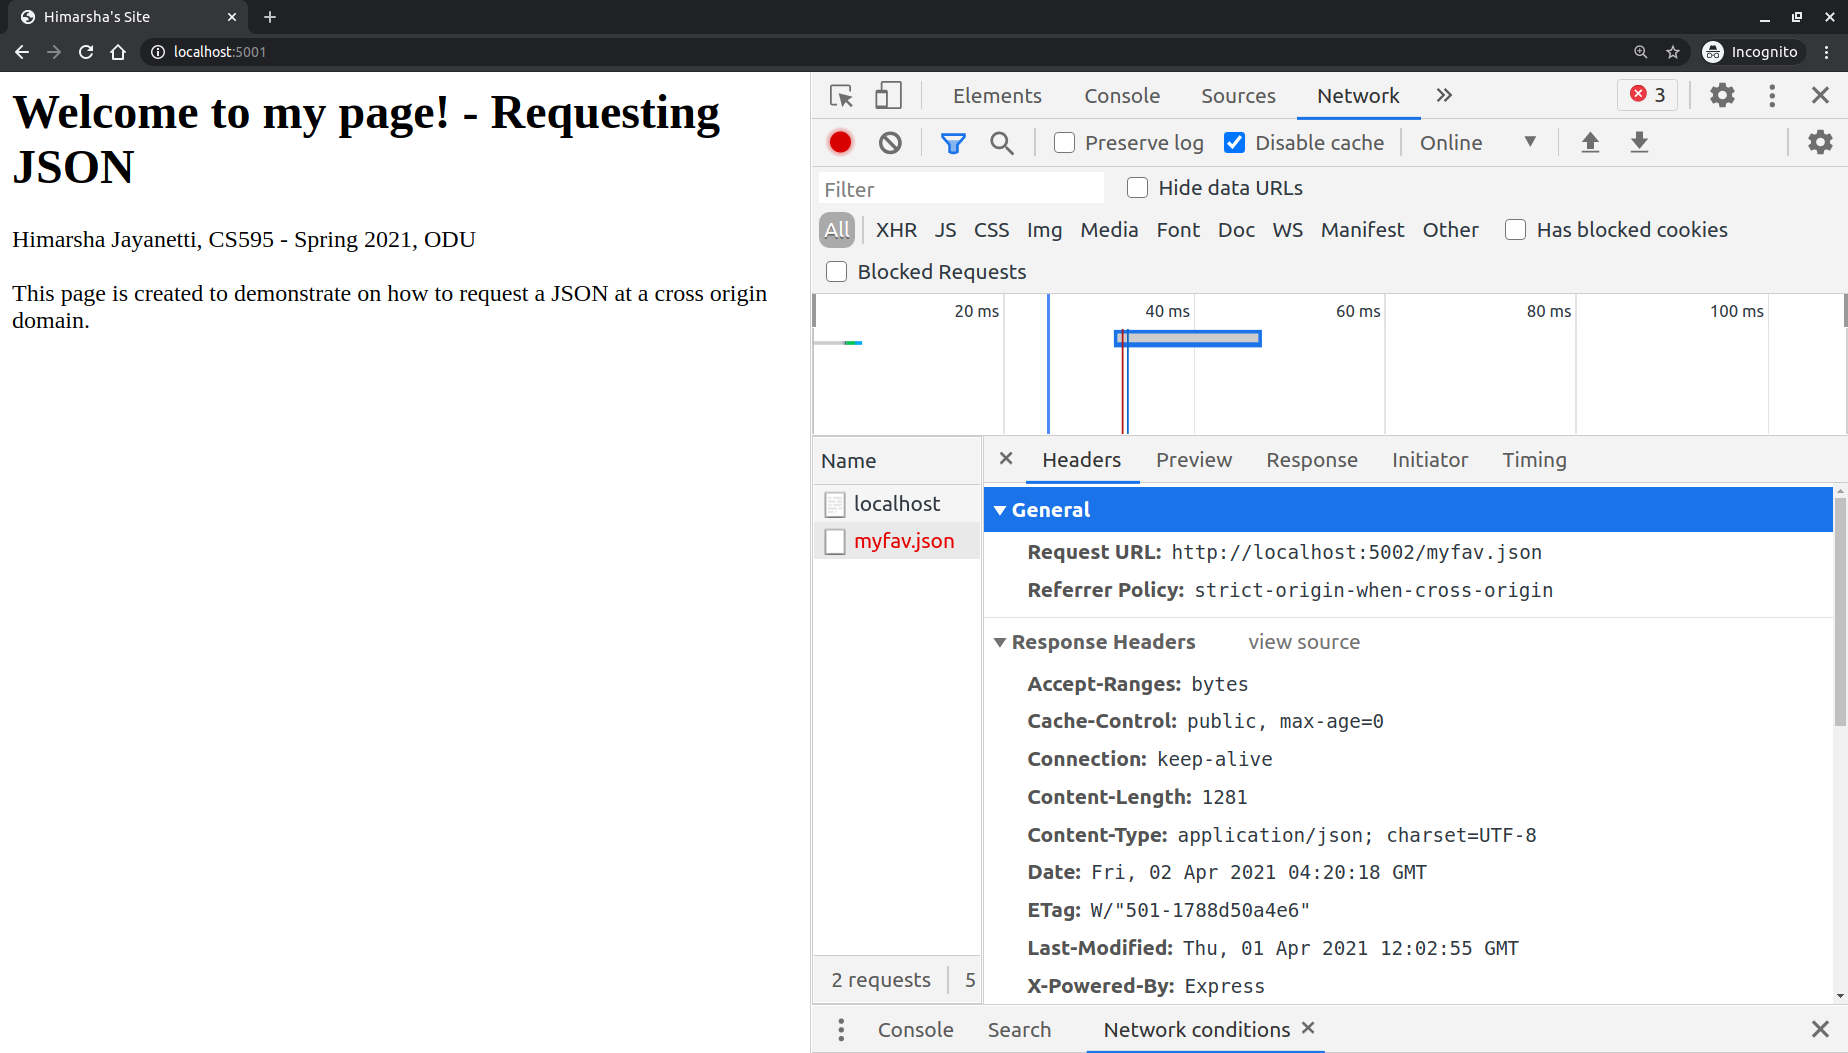 Himarsha's Site
localhost:5001
Incognito
Welcome to my page! - Requesting
JSON
Himarsha Jayanetti, CS595 - Spring 2021, ODU
This page is created to demonstrate on how to request a JSON at a cross origin
domain.
Elements Console Sources Network 3
Preserve log Disable cache Online
Filter Hide data URLs
All XHR JS CSS Img Media Font Doc WS Manifest Other Has blocked cookies
Blocked Requests
20 ms 40 ms 60 ms 80 ms 100 ms
Name
localhost
myfav.json
2 requests 5
Headers Preview Response Initiator Timing
General
Request URL: http://localhost:5002/myfav.json
Referrer Policy: strict-origin-when-cross-origin
Response Headers view source
Accept-Ranges: bytes
Cache-Control: public, max-age=0
Connection: keep-alive
Content-Length: 1281
Content-Type: application/json; charset=UTF-8
Date: Fri, 02 Apr 2021 04:20:18 GMT
ETag: W/"501-1788d50a4e6"
Last-Modified: Thu, 01 Apr 2021 12:02:55 GMT
X-Powered-By: Express
Console Search Network conditions